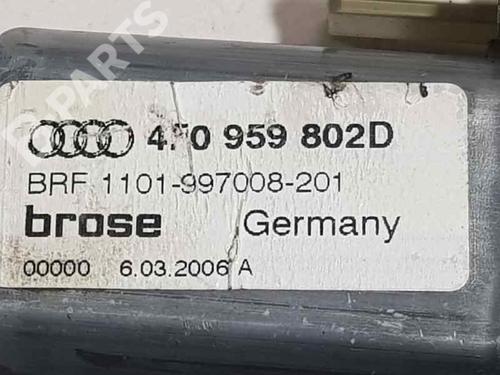 4F0 959 802D
BRF 1101-997008-201
brose Germany
00000 6.03.2006 A